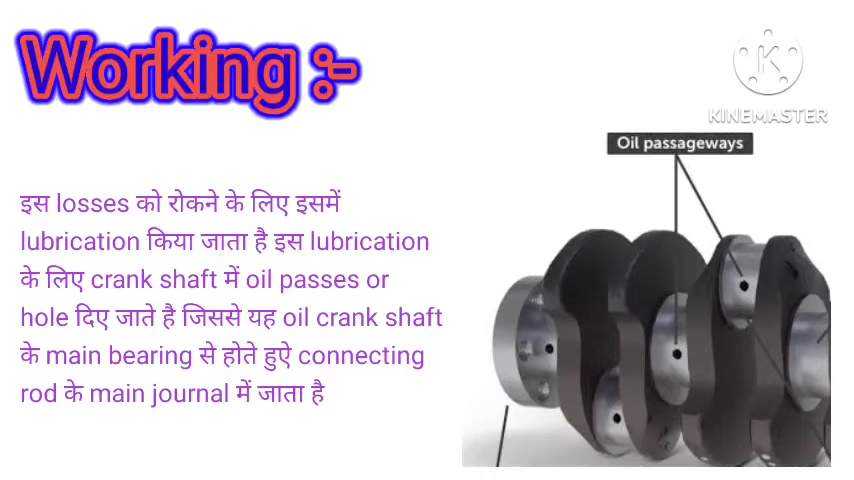 Working :-
KINEMASTER
Oil passageways
इस losses को रोकने के लिए इसमें
lubrication किया जाता है इस lubrication
के लिए crank shaft में oil passes or
hole दिए जाते है जिससे यह oil crank shaft
के main bearing से होते हुऐ connecting
rod के main journal में जाता है